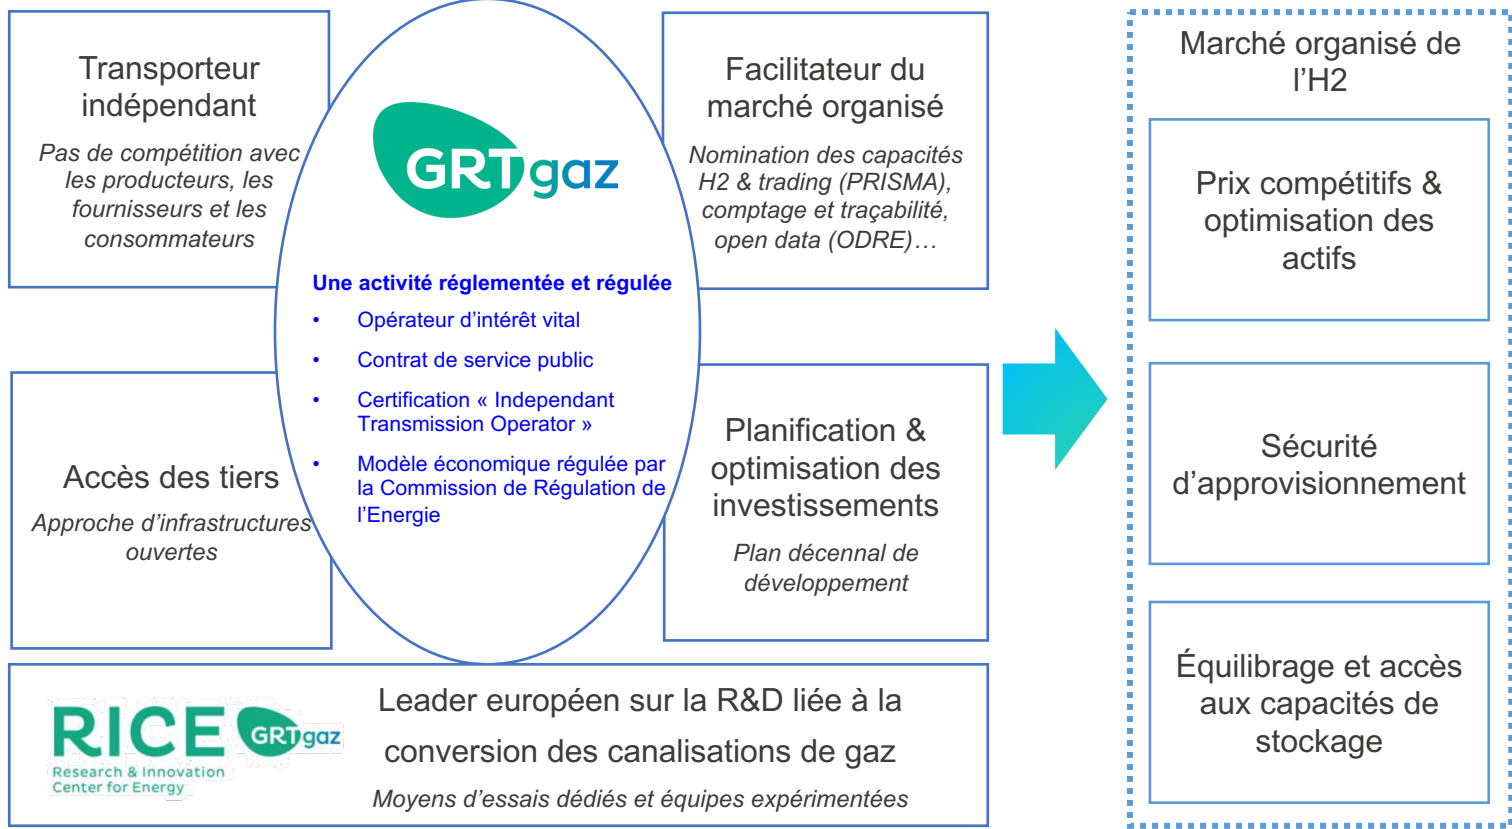 Transporteur
indépendant
Pas de compétition avec
les producteurs, les
fournisseurs et les
consommateurs
GRTgaz
Une activité réglementée et régulée
• Opérateur d’intérêt vital
• Contrat de service public
• Certification « Independant
Transmission Operator »
• Modèle économique régulée par
la Commission de Régulation de
l’Energie
Facilitateur du
marché organisé
Nomination des capacités
H2 & trading (PRISMA),
comptage et traçabilité,
open data (ODRE)…
Accès des tiers
Approche d’infrastructures
ouvertes
Planification &
optimisation des
investissements
Plan décennal de
développement
RICE GRTgaz
Research & Innovation
Center for Energy
Leader européen sur la R&D liée à la
conversion des canalisations de gaz
Moyens d’essais dédiés et équipes expérimentées
Marché organisé de
l’H2
Prix compétitifs &
optimisation des
actifs
Sécurité
d’approvisionnement
Équilibrage et accès
aux capacités de
stockage